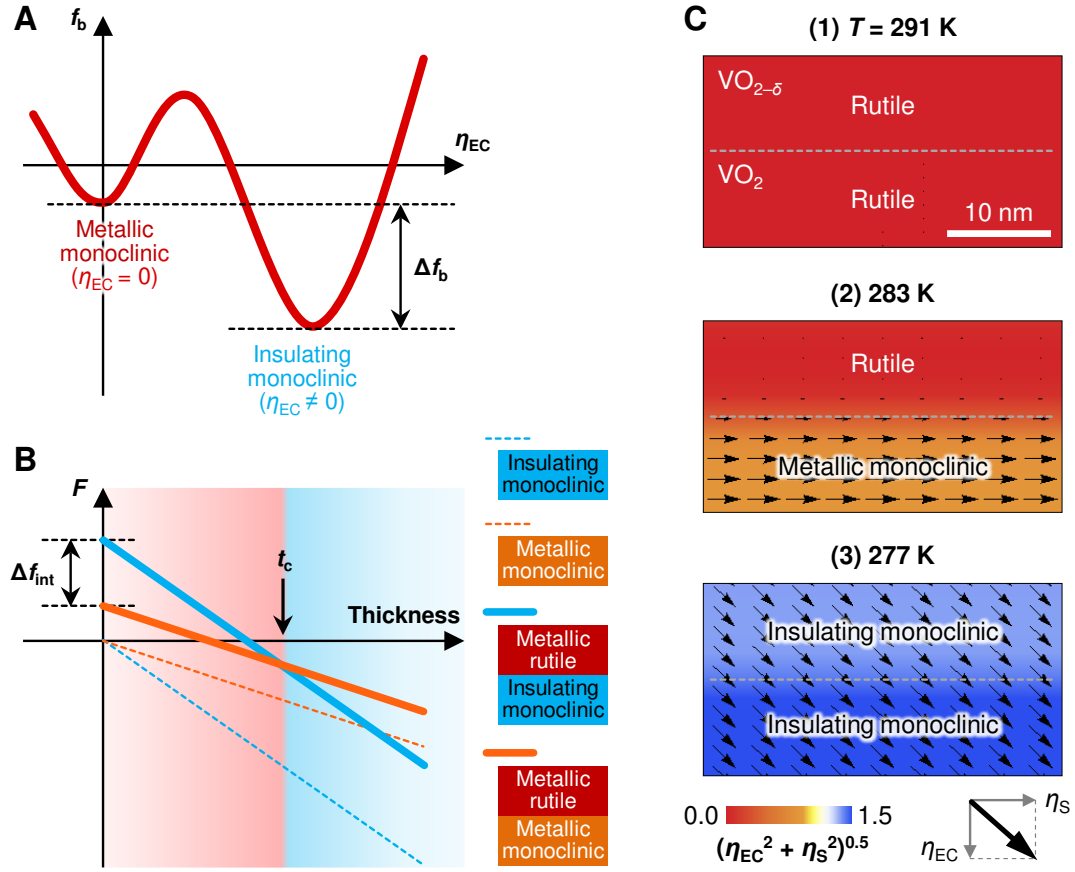 A
f_b
η_EC
Metallic
monoclinic
(η_EC = 0)
Δf_b
Insulating
monoclinic
(η_EC ≠ 0)
B
F
Δf_int
t_c
Thickness
Insulating
monoclinic
Metallic
monoclinic
Metallic
rutile
Insulating
monoclinic
Metallic
rutile
Metallic
monoclinic
C
(1) T = 291 K
VO_2–δ
Rutile
VO_2
Rutile
10 nm
(2) 283 K
Rutile
Metallic monoclinic
(3) 277 K
Insulating monoclinic
Insulating monoclinic
0.0 1.5
(η_EC^2 + η_S^2)^0.5
η_S
η_EC